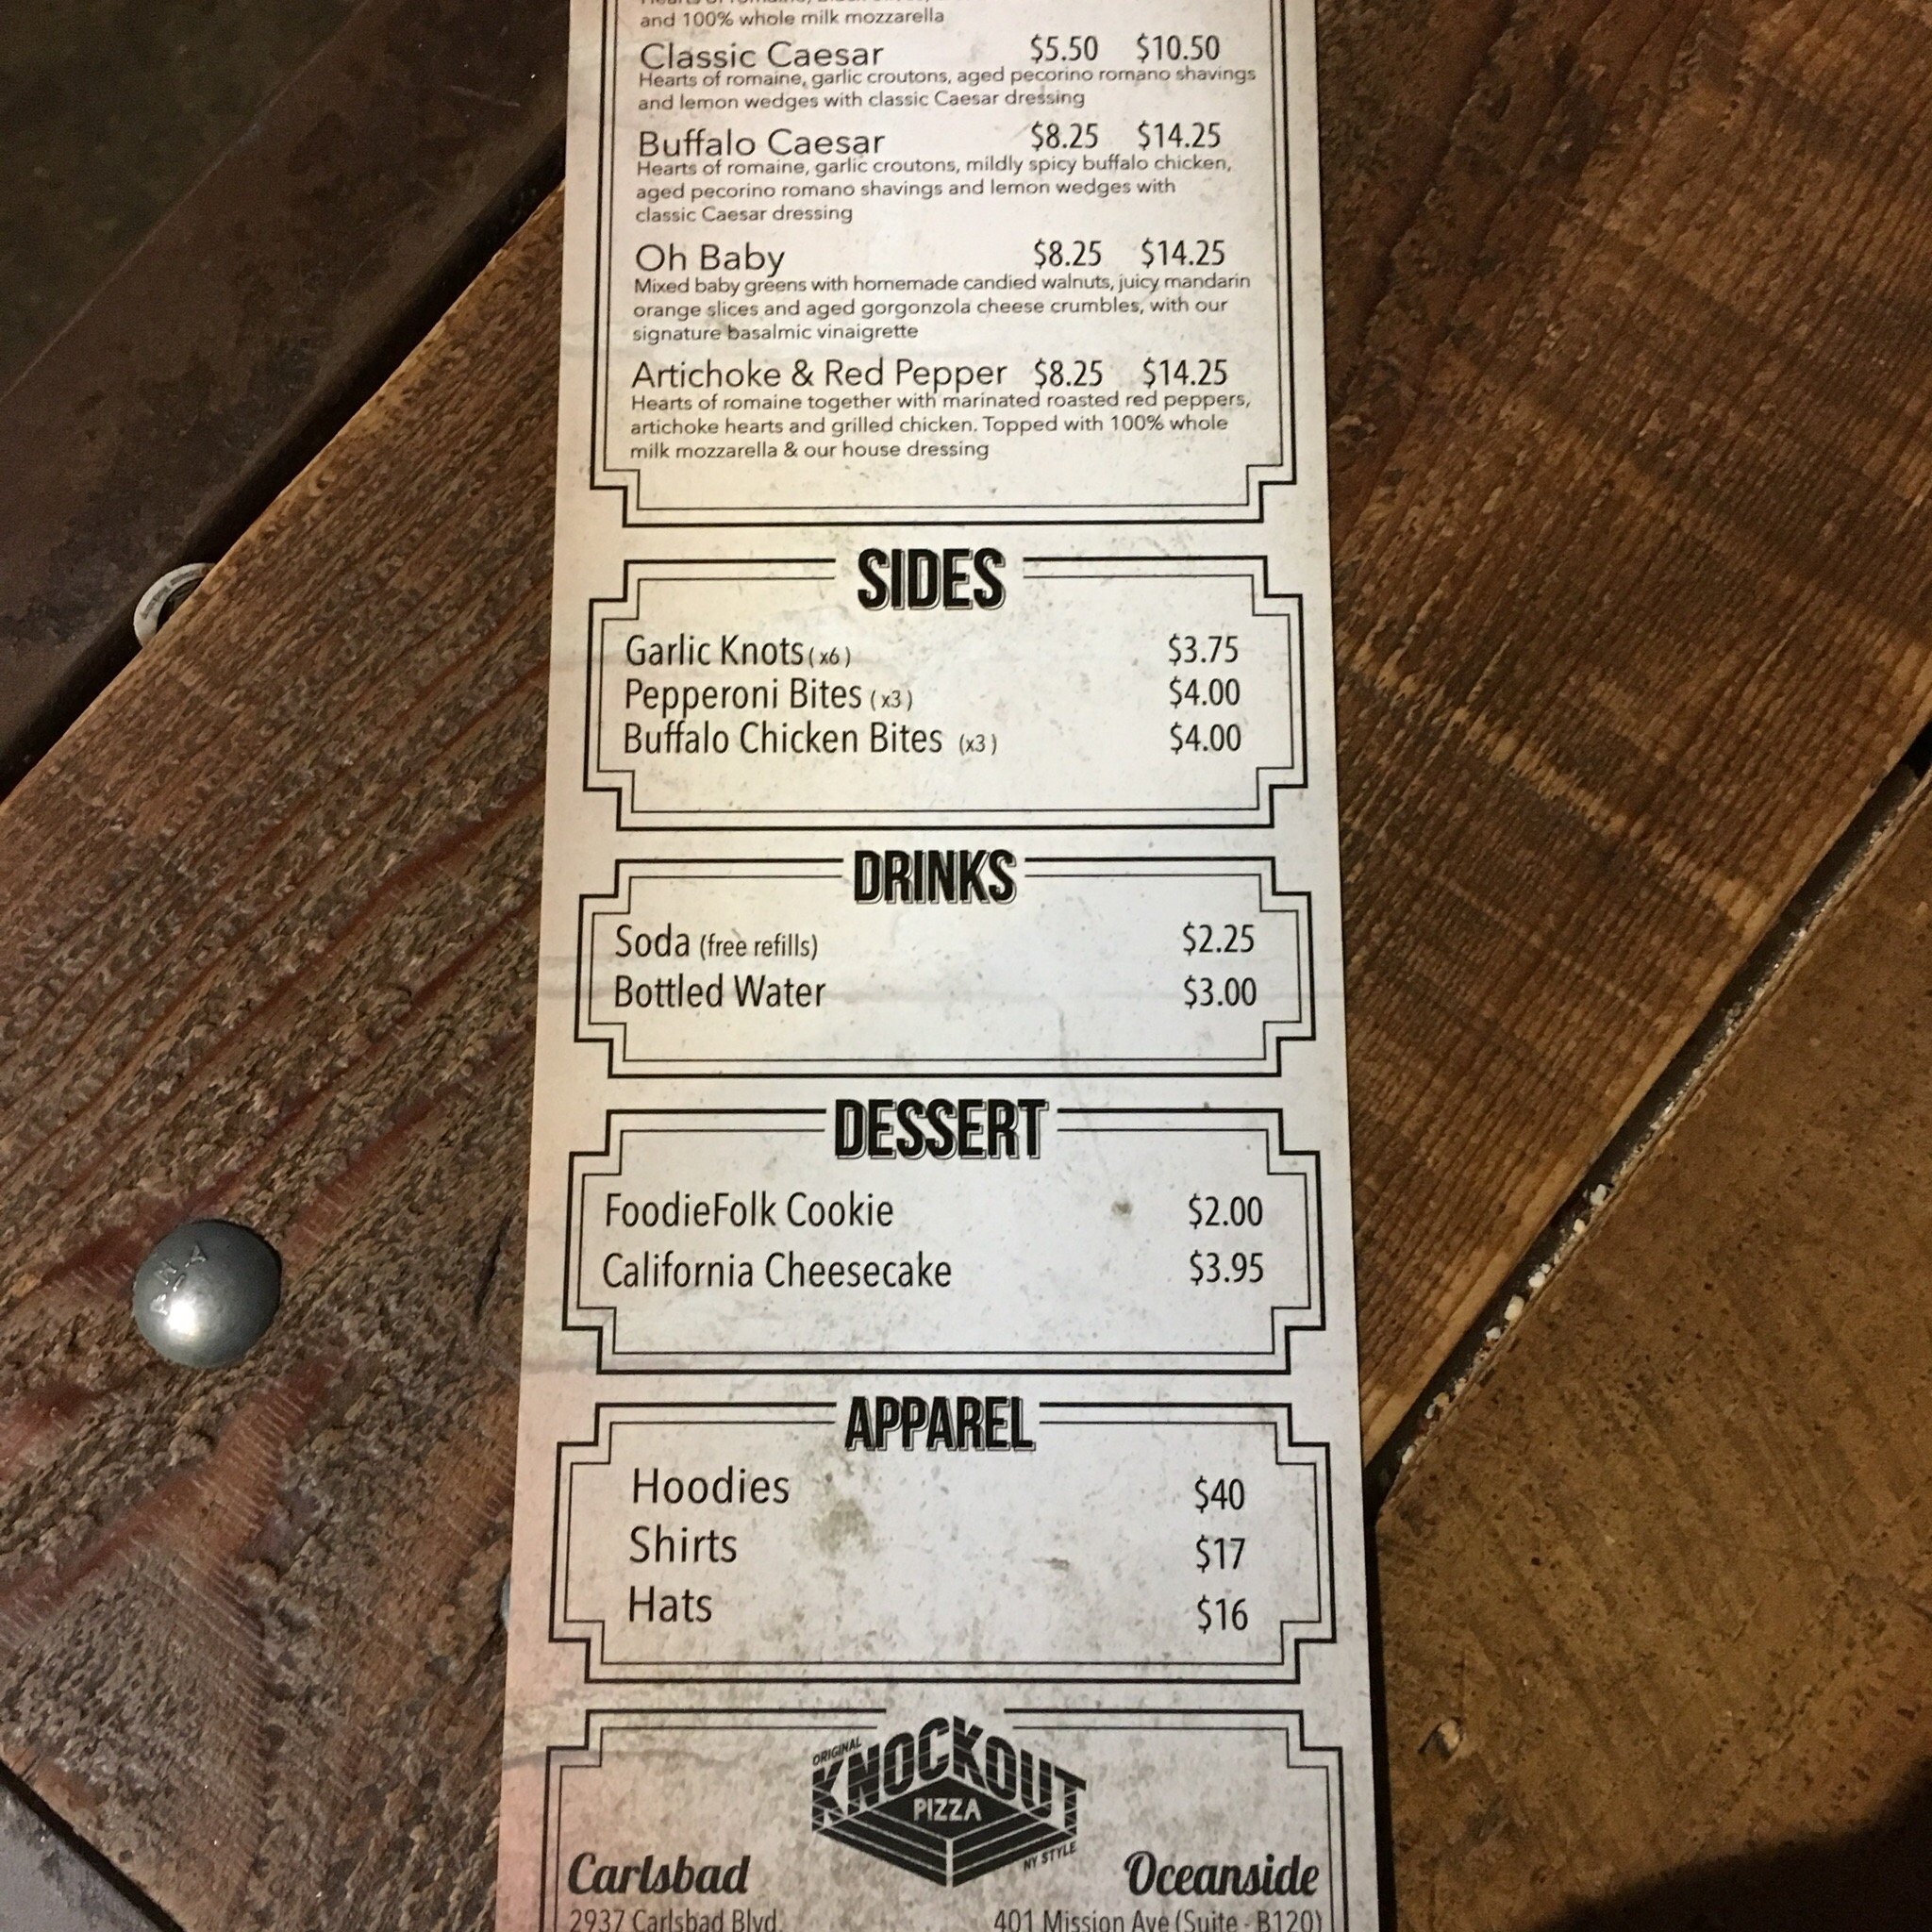 and 100% whole milk mozzarella
Classic Caesar $5.50 $10.50
Hearts of romaine, garlic croutons, aged pecorino romano shavings
and lemon wedges with classic Caesar dressing
Buffalo Caesar $8.25 $14.25
Hearts of romaine, garlic croutons, mildly spicy buffalo chicken,
aged pecorino romano shavings and lemon wedges with
classic Caesar dressing
Oh Baby $8.25 $14.25
Mixed baby greens with homemade candied walnuts, juicy mandarin
orange slices and aged gorgonzola cheese crumbles, with our
signature basalmic vinaigrette
Artichoke & Red Pepper $8.25 $14.25
Hearts of romaine together with marinated roasted red peppers,
artichoke hearts and grilled chicken. Topped with 100% whole
milk mozzarella & our house dressing
SIDES
Garlic Knots (x6) $3.75
Pepperoni Bites (x3) $4.00
Buffalo Chicken Bites (x3) $4.00
DRINKS
Soda (free refills) $2.25
Bottled Water $3.00
DESSERT
FoodieFolk Cookie $2.00
California Cheesecake $3.95
APPAREL
Hoodies $40
Shirts $17
Hats $16
ORIGINAL
KNOCKOUT
PIZZA
NY STYLE
Carlsbad Oceanside
2937 Carlsbad Blvd. 401 Mission Ave (Suite - B120)